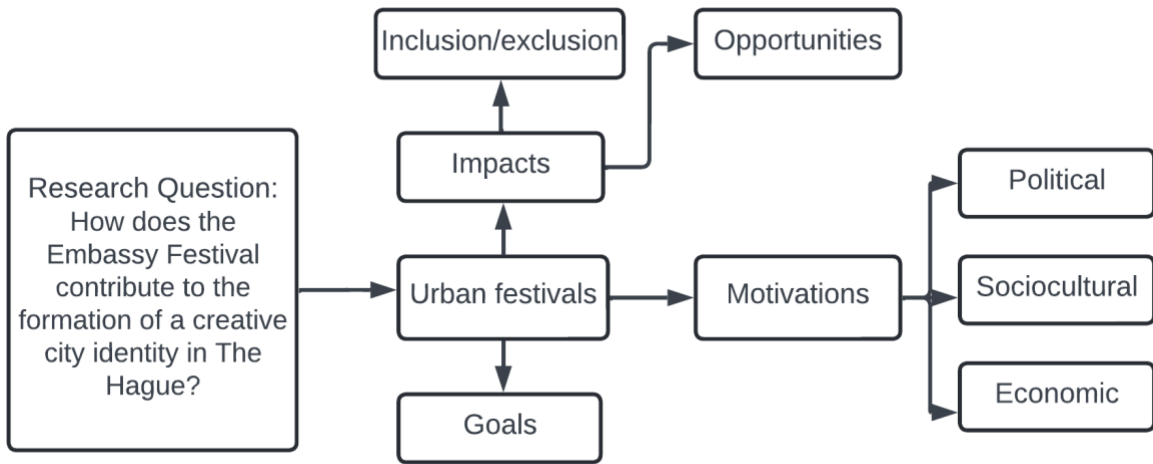 Inclusion/exclusion
Opportunities
Impacts
Research Question:
How does the
Embassy Festival
contribute to the
formation of a creative
city identity in The
Hague?
Urban festivals
Motivations
Political
Sociocultural
Economic
Goals